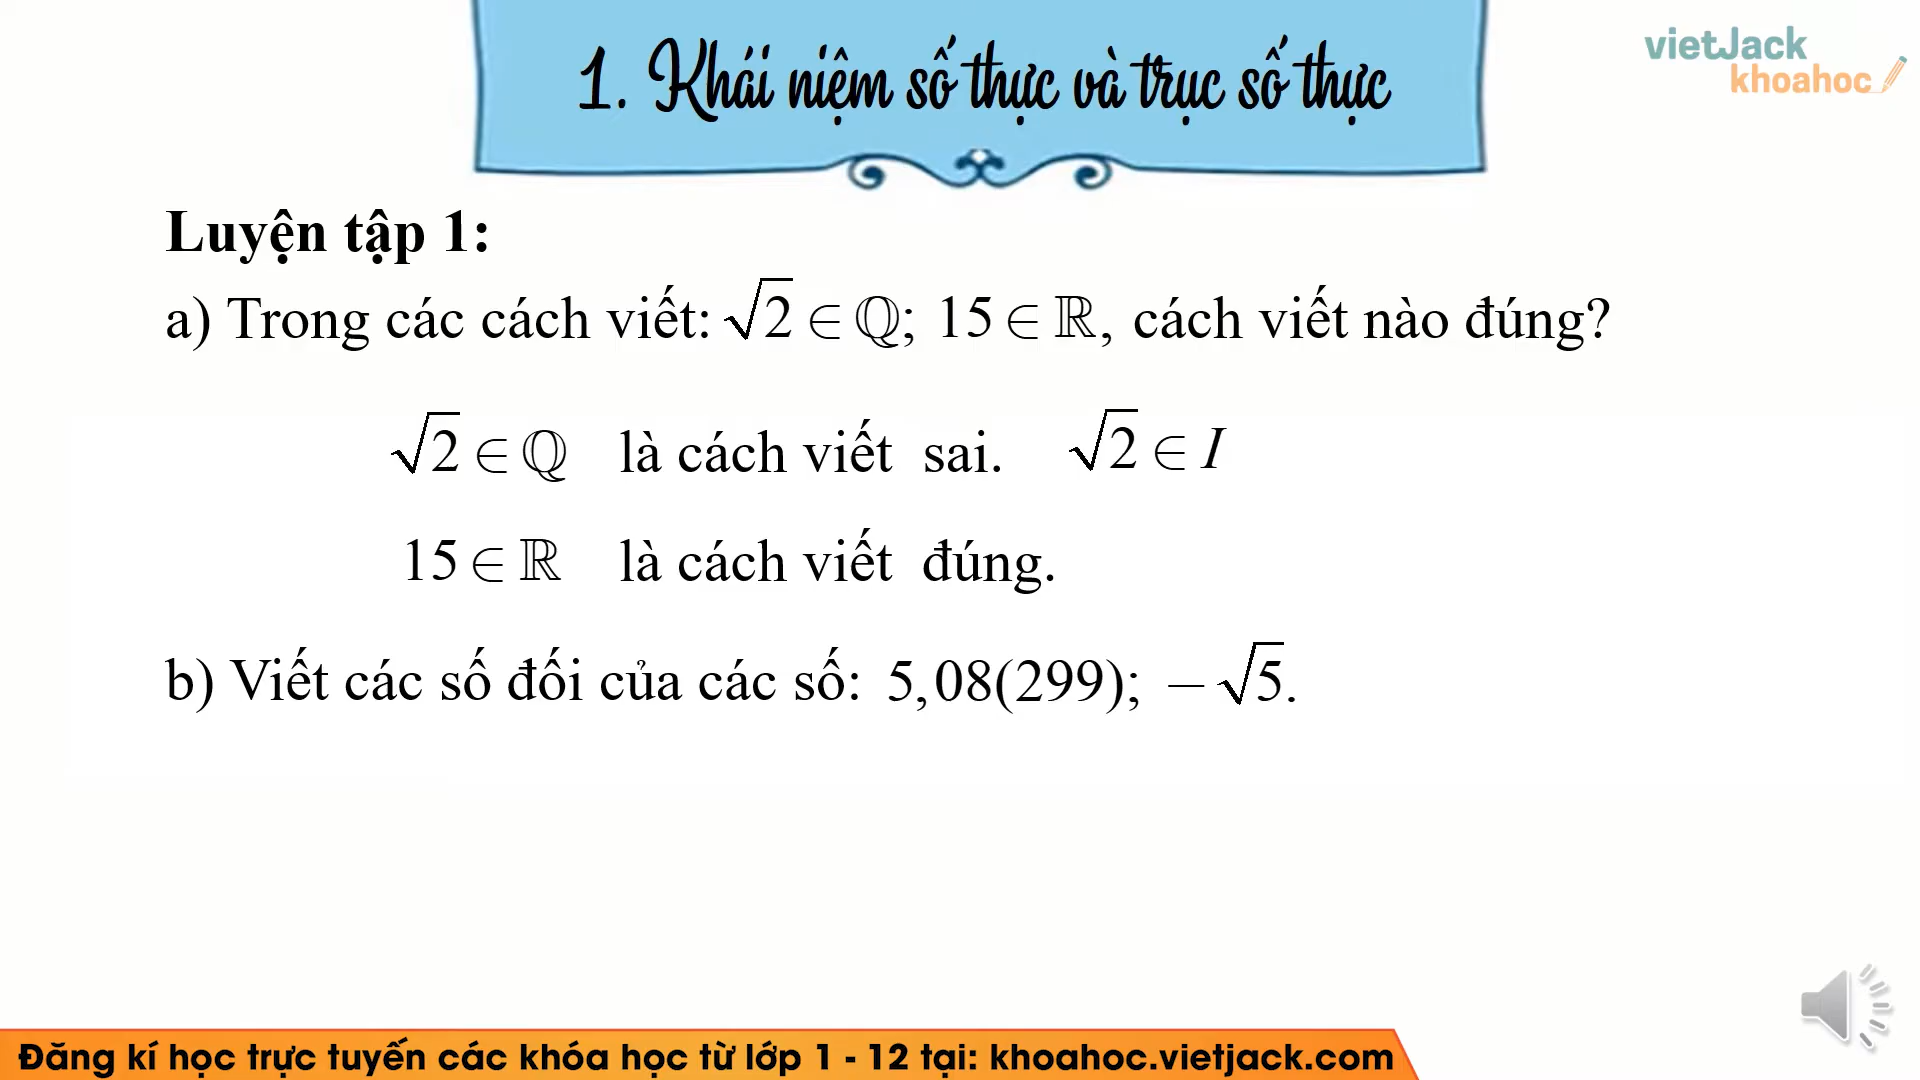 1. Khái niệm số thực và trục số thực
vietJack
khoahoc
Luyện tập 1:
a) Trong các cách viết: √2 ∈ ℚ; 15 ∈ ℝ, cách viết nào đúng?
√2 ∈ ℚ là cách viết sai. √2 ∈ I
15 ∈ ℝ là cách viết đúng.
b) Viết các số đối của các số: 5,08(299); −√5.
Đăng kí học trực tuyến các khóa học từ lớp 1 - 12 tại: khoahoc.vietjack.com